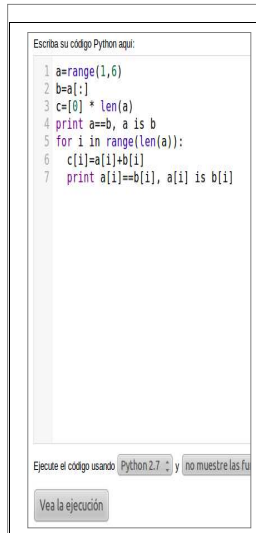 Escriba su código Python aqui:
1 a=range(1,6)
2 b=a[:]
3 c=[0] * len(a)
4 print a==b, a is b
5 for i in range(len(a)):
6 c[i]=a[i]+b[i]
7 print a[i]==b[i], a[i] is b[i]
Ejecute el código usando Python 2.7 y no muestre las fu
Vea la ejecución